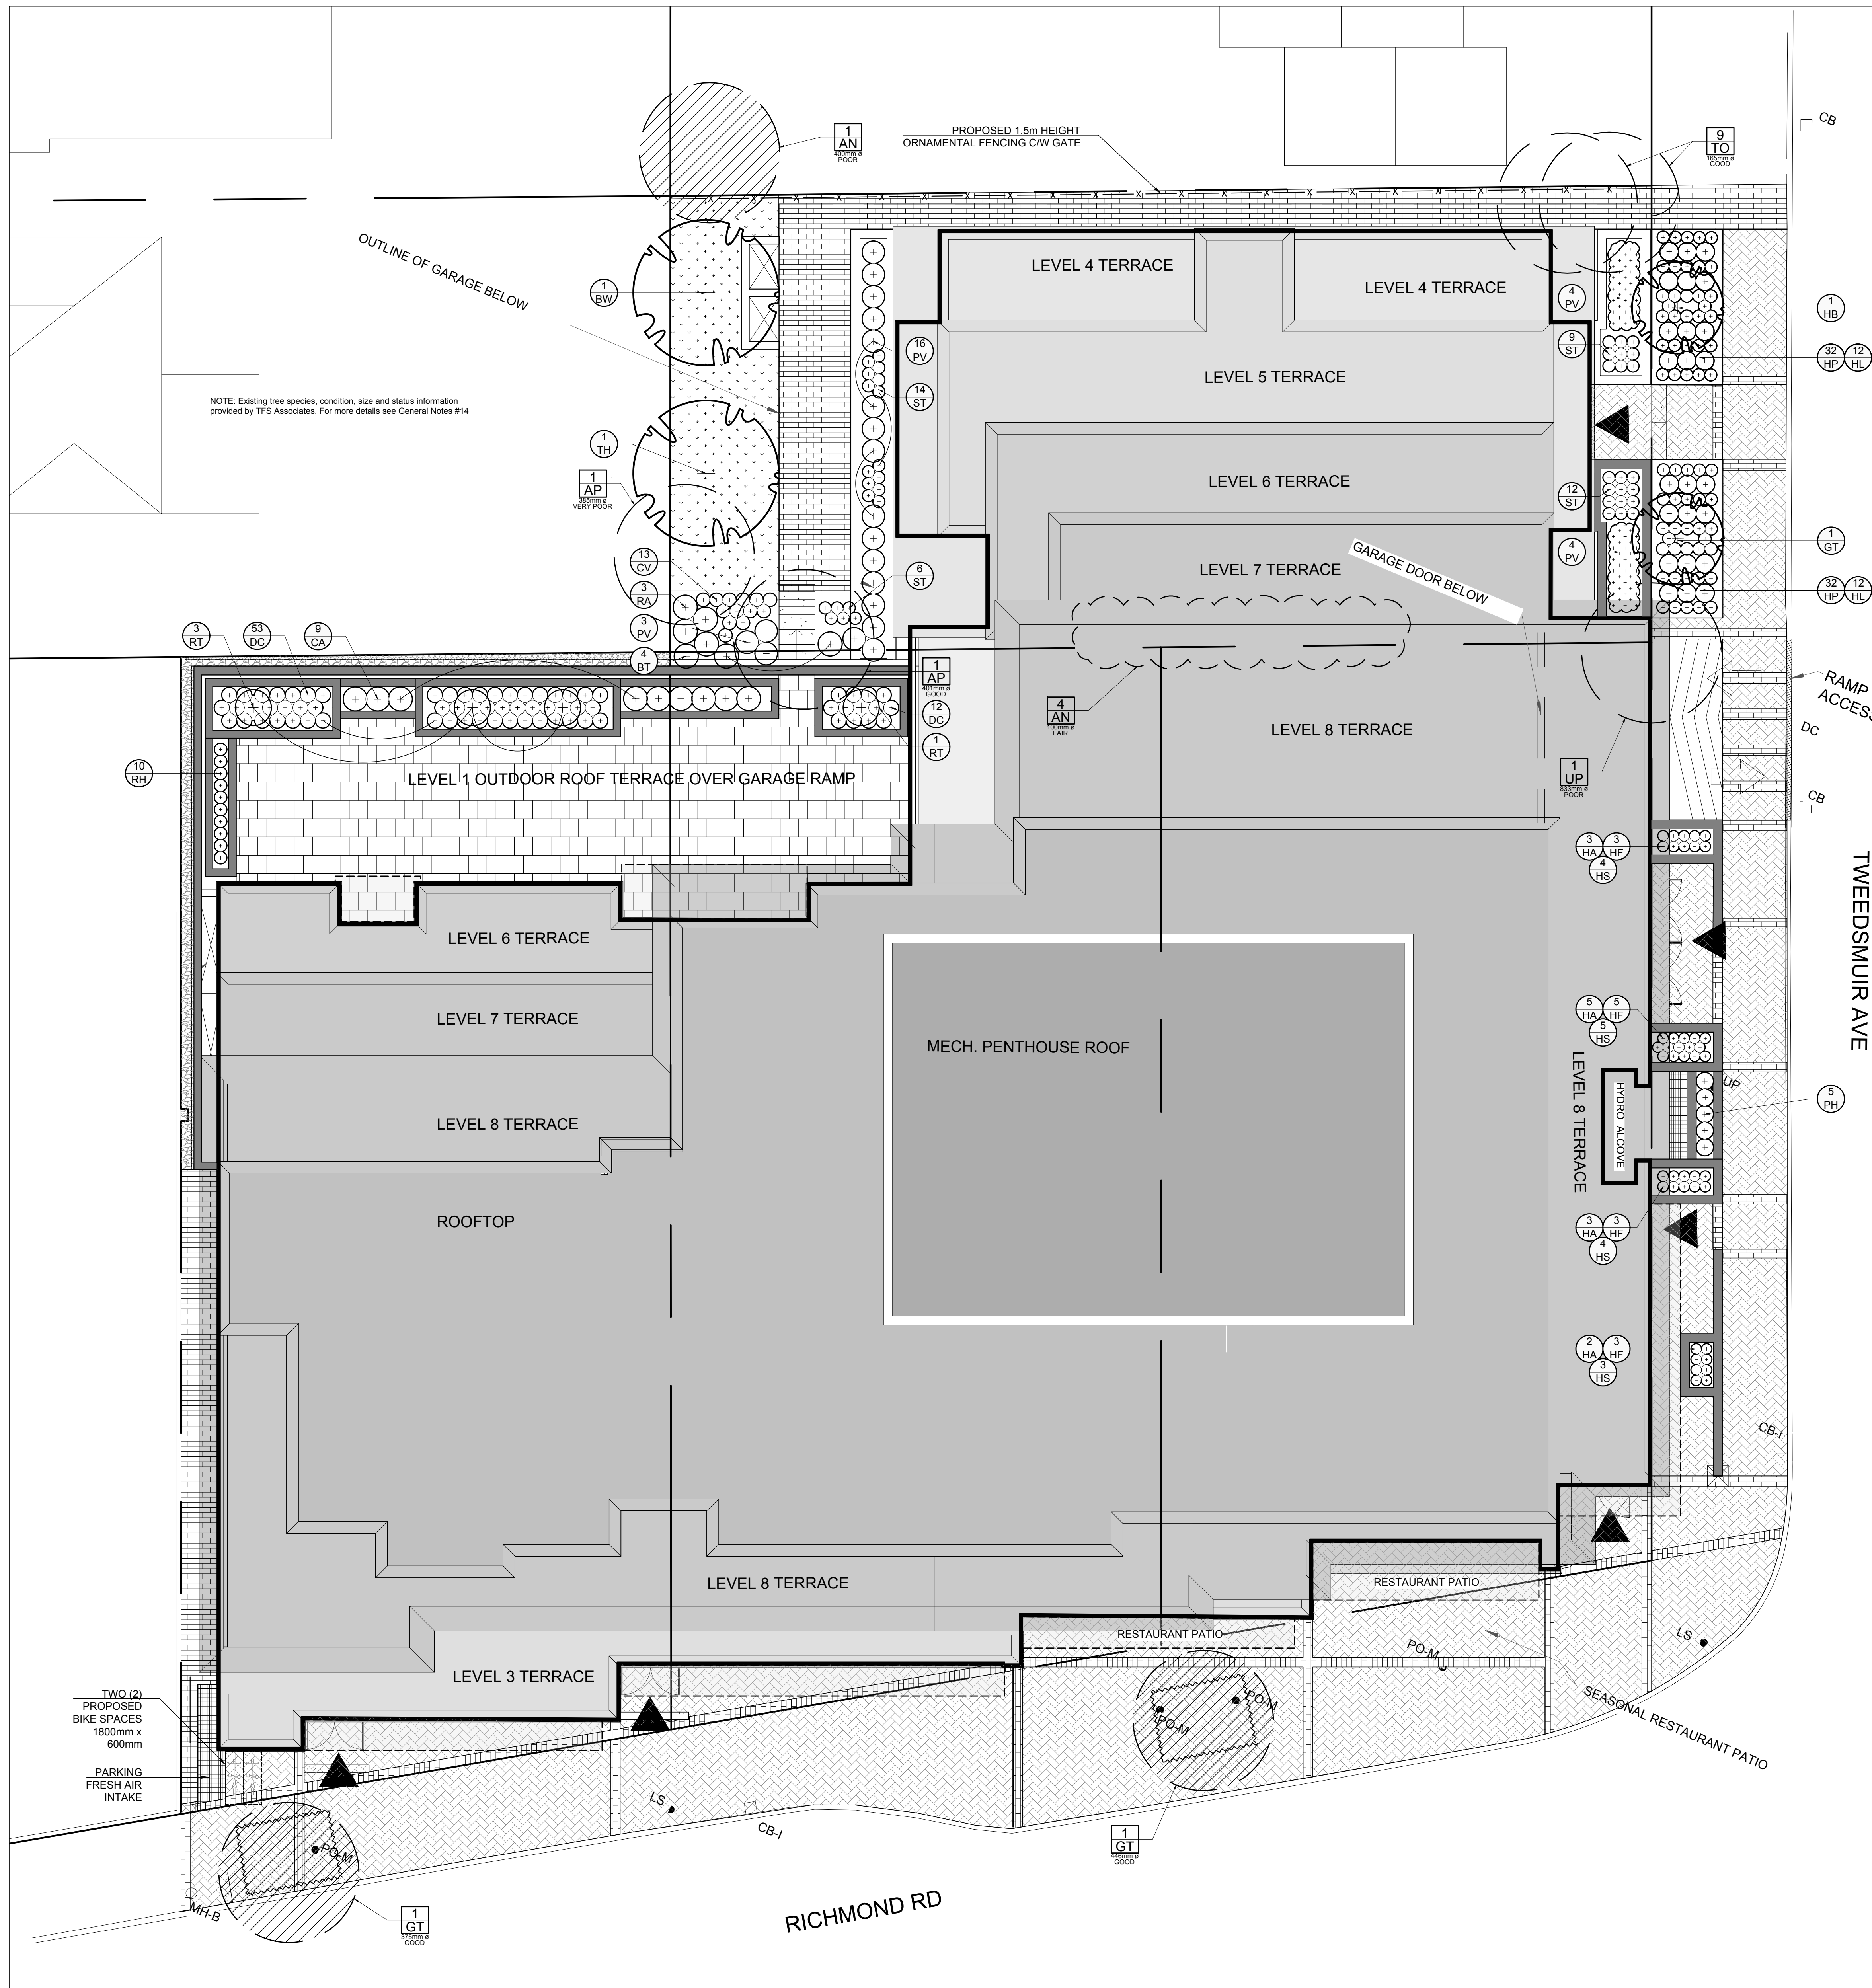 CB
1
AN
400mm ø
POOR
PROPOSED 1.5m HEIGHT
ORNAMENTAL FENCING C/W GATE
9
TO
165mm ø
GOOD
OUTLINE OF GARAGE BELOW
LEVEL 4 TERRACE
LEVEL 4 TERRACE
1
BW
4
PV
1
HB
16
PV
9
ST
32
HP
12
HL
LEVEL 5 TERRACE
14
ST
NOTE: Existing tree species, condition, size and status information
provided by TFS Associates. For more details see General Notes #14
1
TH
1
AP
385mm ø
VERY POOR
LEVEL 6 TERRACE
12
ST
1
GT
GARAGE DOOR BELOW
4
PV
13
CV
6
ST
LEVEL 7 TERRACE
32
HP
12
HL
3
RA
3
PV
4
BT
3
RT
53
DC
9
CA
1
AP
401mm ø
GOOD
12
DC
1
RT
4
AN
100mm ø
FAIR
LEVEL 8 TERRACE
RAMP
ACCESS
DC
10
RH
LEVEL 1 OUTDOOR ROOF TERRACE OVER GARAGE RAMP
1
UP
833mm ø
POOR
CB
3
HA
3
HF
4
HS
TWEEDSMUIR AVE
LEVEL 6 TERRACE
LEVEL 7 TERRACE
MECH. PENTHOUSE ROOF
5
HA
5
HF
5
HS
LEVEL 8 TERRACE
HYDRO ALCOVE
UP
5
PH
LEVEL 8 TERRACE
ROOFTOP
3
HA
3
HF
4
HS
2
HA
3
HF
3
HS
CB-I
LEVEL 8 TERRACE
RESTAURANT PATIO
RESTAURANT PATIO
LS
PO-M
LEVEL 3 TERRACE
TWO (2)
PROPOSED
BIKE SPACES
1800mm x
600mm
PO-M
PO-M
SEASONAL RESTAURANT PATIO
PARKING
FRESH AIR
INTAKE
LS
CB-I
PO-M
1
GT
446mm ø
GOOD
MH-B
1
GT
375mm ø
GOOD
RICHMOND RD